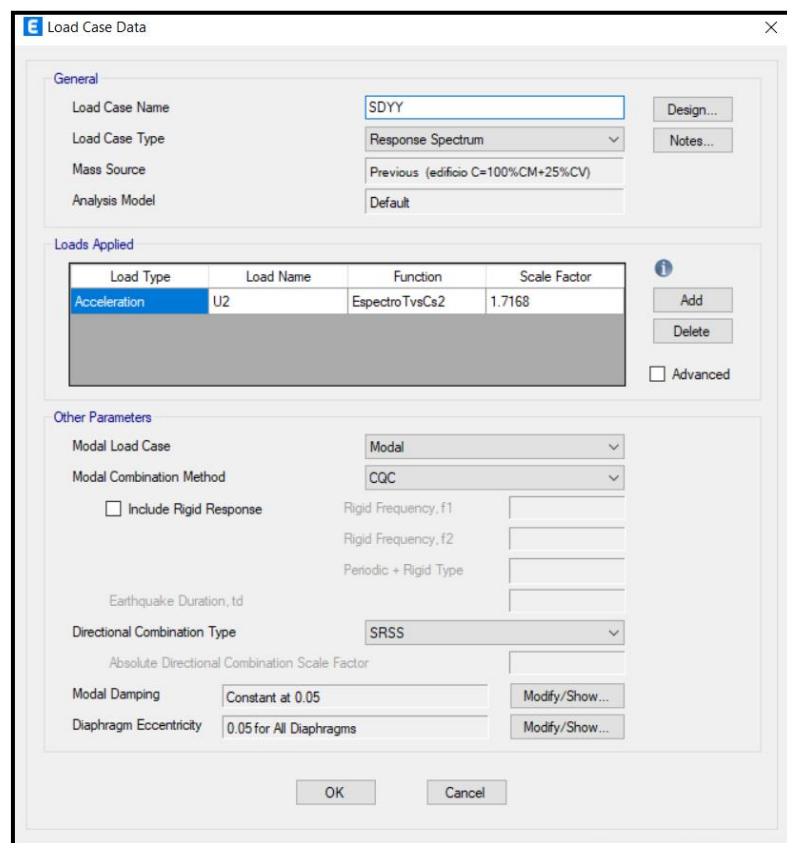 E Load Case Data
General
Load Case Name SDYY Design...
Load Case Type Response Spectrum Notes...
Mass Source Previous (edificio C=100%CM+25%CV)
Analysis Model Default
Loads Applied
Load Type Load Name Function Scale Factor
Acceleration U2 EspectroTvsCs2 1.7168 Add
Delete
Advanced
Other Parameters
Modal Load Case Modal
Modal Combination Method CQC
Include Rigid Response Rigid Frequency, f1
Rigid Frequency, f2
Periodic + Rigid Type
Earthquake Duration, td
Directional Combination Type SRSS
Absolute Directional Combination Scale Factor
Modal Damping Constant at 0.05 Modify/Show...
Diaphragm Eccentricity 0.05 for All Diaphragms Modify/Show...
OK Cancel